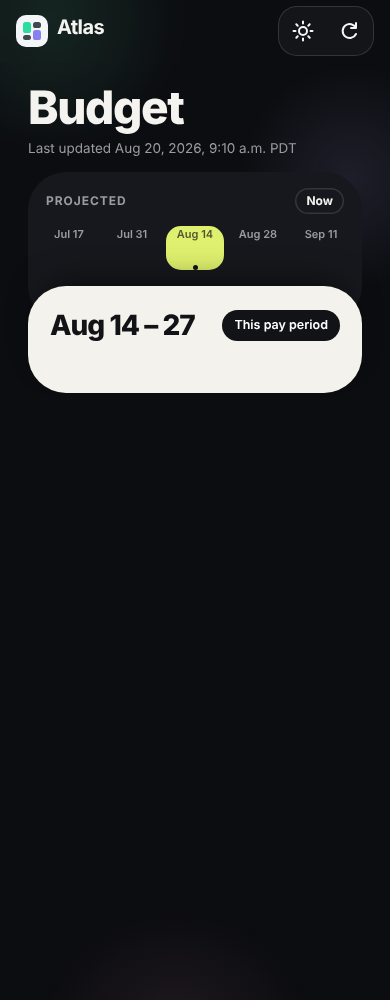 Atlas
Budget
Last updated Aug 20, 2026, 9:10 a.m. PDT
PROJECTED
Now
Jul 17 Jul 31 Aug 14 Aug 28 Sep 11
Aug 14 – 27
This pay period